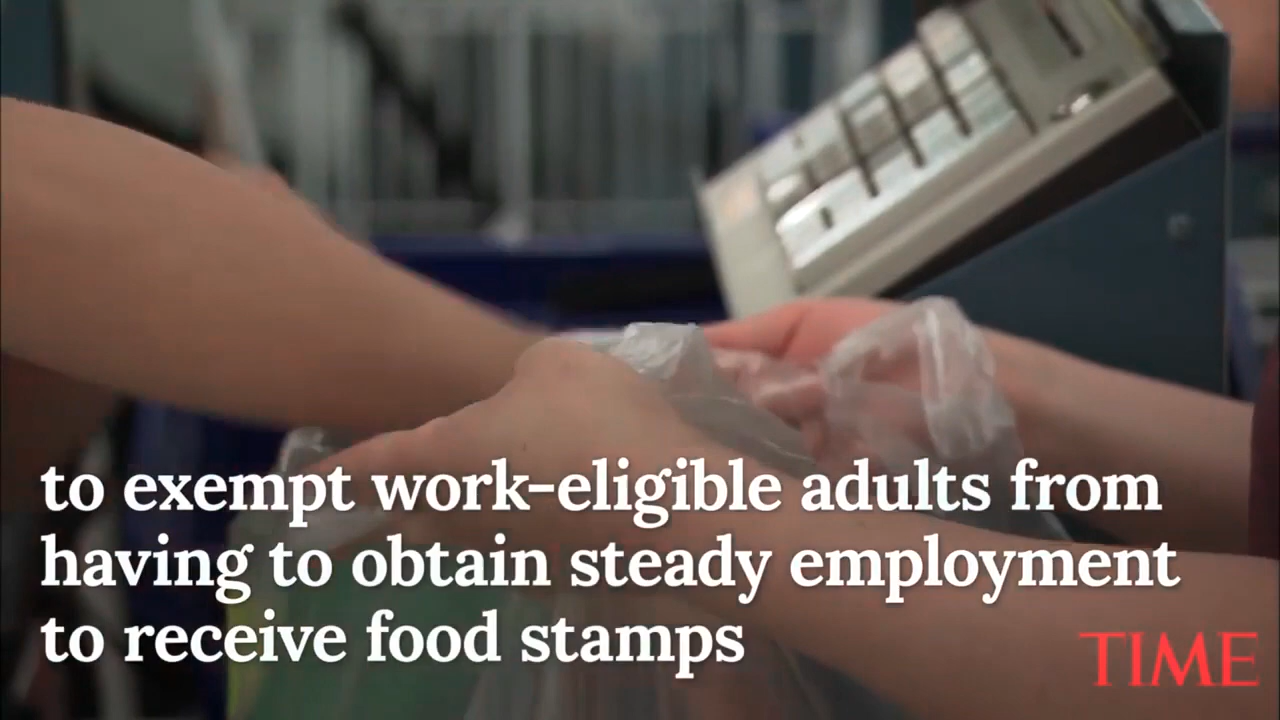 to exempt work-eligible adults from
having to obtain steady employment
to receive food stamps
TIME